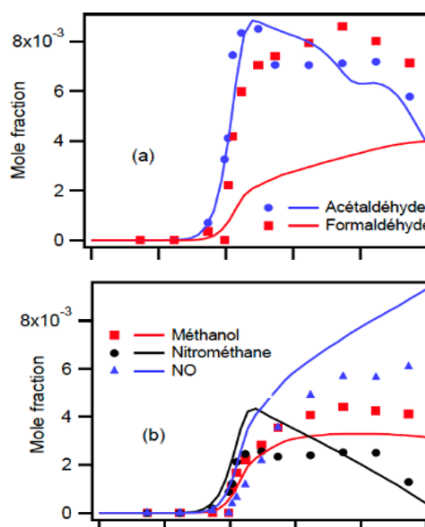 8x10⁻³
6
4
2
0
Mole fraction
(a)
Acétaldéhyde
Formaldéhyde
8x10⁻³
6
4
2
0
Mole fraction
Méthanol
Nitrométhane
NO
(b)